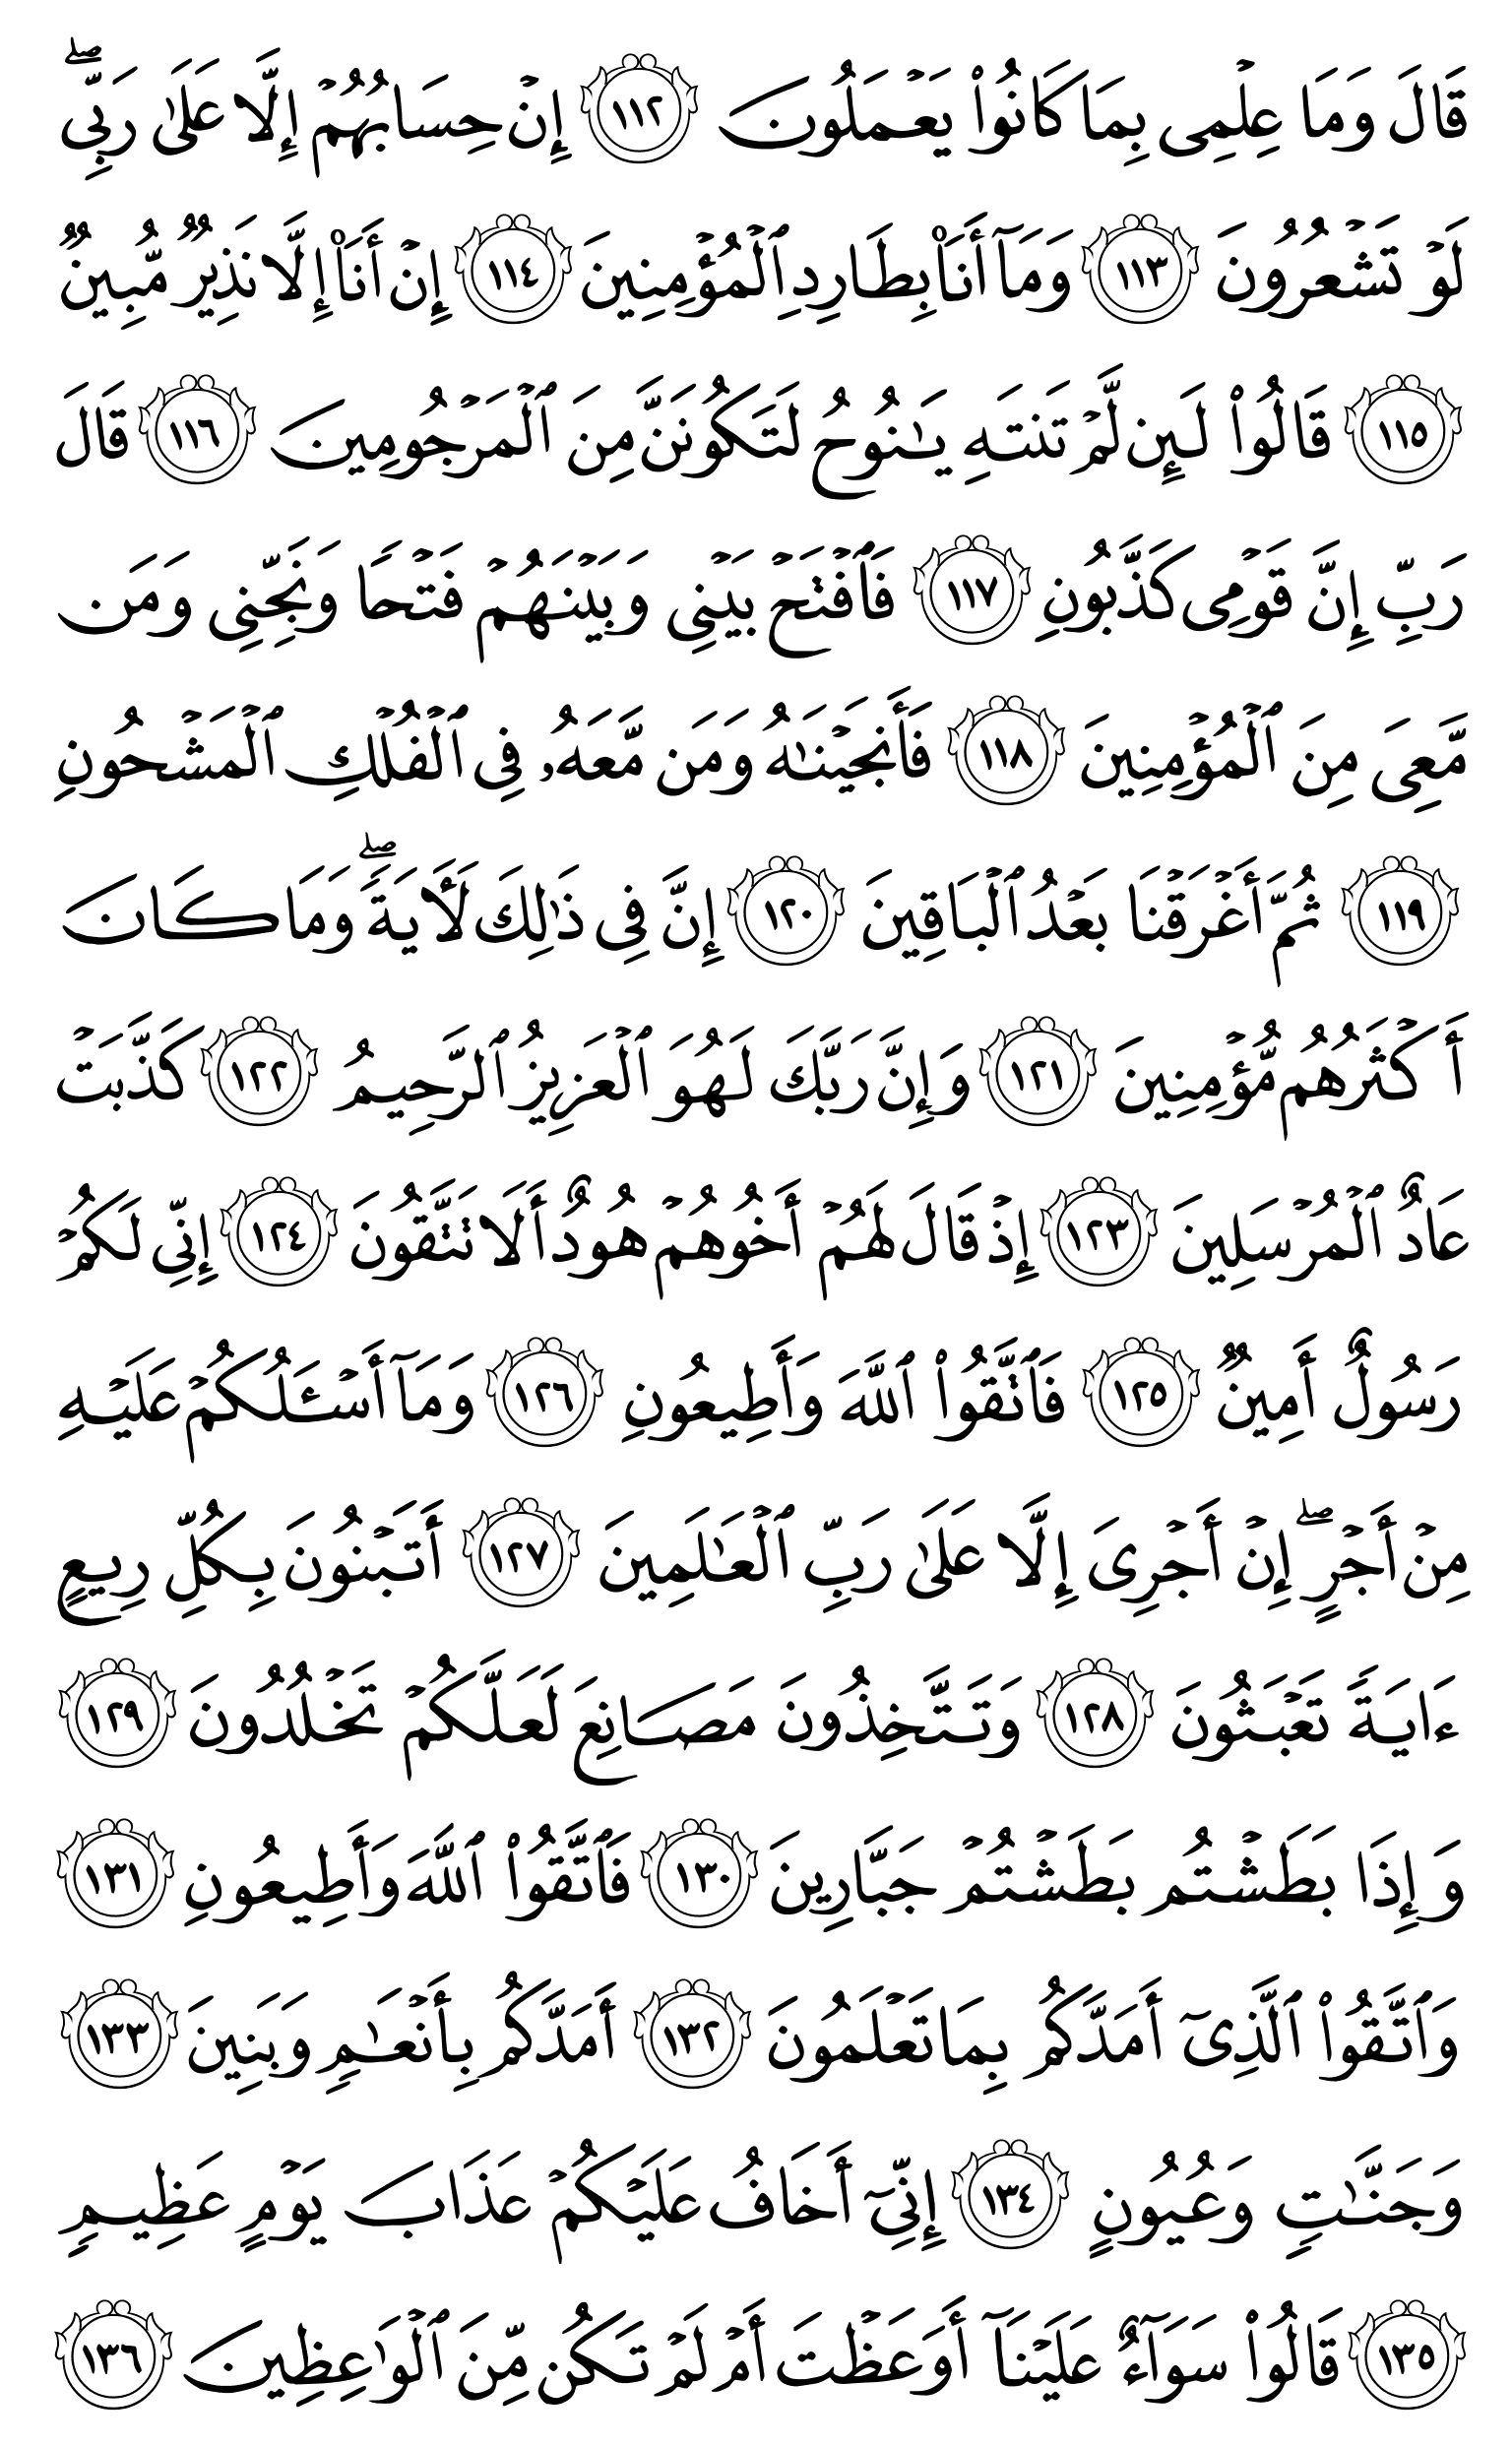 قَالَ وَمَا عِلْمِى بِمَا كَانُوا۟ يَعْمَلُونَ ١١٢ إِنْ حِسَابُهُمْ إِلَّا عَلَىٰ رَبِّى ۖ
لَوْ تَشْعُرُونَ ١١٣ وَمَآ أَنَا۠ بِطَارِدِ ٱلْمُؤْمِنِينَ ١١٤ إِنْ أَنَا۠ إِلَّا نَذِيرٌ مُّبِينٌ
١١٥ قَالُوا۟ لَئِن لَّمْ تَنتَهِ يَـٰنُوحُ لَتَكُونَنَّ مِنَ ٱلْمَرْجُومِينَ ١١٦ قَالَ
رَبِّ إِنَّ قَوْمِى كَذَّبُونِ ١١٧ فَٱفْتَحْ بَيْنِى وَبَيْنَهُمْ فَتْحًا وَنَجِّنِى وَمَن
مَّعِىَ مِنَ ٱلْمُؤْمِنِينَ ١١٨ فَأَنجَيْنَـٰهُ وَمَن مَّعَهُۥ فِى ٱلْفُلْكِ ٱلْمَشْحُونِ
١١٩ ثُمَّ أَغْرَقْنَا بَعْدُ ٱلْبَاقِينَ ١٢٠ إِنَّ فِى ذَٰلِكَ لَـَٔايَةً ۖ وَمَا كَانَ
أَكْثَرُهُم مُّؤْمِنِينَ ١٢١ وَإِنَّ رَبَّكَ لَهُوَ ٱلْعَزِيزُ ٱلرَّحِيمُ ١٢٢ كَذَّبَتْ
عَادٌ ٱلْمُرْسَلِينَ ١٢٣ إِذْ قَالَ لَهُمْ أَخُوهُمْ هُودٌ أَلَا تَتَّقُونَ ١٢٤ إِنِّى لَكُمْ
رَسُولٌ أَمِينٌ ١٢٥ فَٱتَّقُوا۟ ٱللَّهَ وَأَطِيعُونِ ١٢٦ وَمَآ أَسْـَٔلُكُمْ عَلَيْهِ
مِنْ أَجْرٍ ۖ إِنْ أَجْرِىَ إِلَّا عَلَىٰ رَبِّ ٱلْعَـٰلَمِينَ ١٢٧ أَتَبْنُونَ بِكُلِّ رِيعٍ
ءَايَةً تَعْبَثُونَ ١٢٨ وَتَتَّخِذُونَ مَصَانِعَ لَعَلَّكُمْ تَخْلُدُونَ ١٢٩
وَإِذَا بَطَشْتُم بَطَشْتُمْ جَبَّارِينَ ١٣٠ فَٱتَّقُوا۟ ٱللَّهَ وَأَطِيعُونِ ١٣١
وَٱتَّقُوا۟ ٱلَّذِىٓ أَمَدَّكُم بِمَا تَعْلَمُونَ ١٣٢ أَمَدَّكُم بِأَنْعَـٰمٍ وَبَنِينَ ١٣٣
وَجَنَّـٰتٍ وَعُيُونٍ ١٣٤ إِنِّىٓ أَخَافُ عَلَيْكُمْ عَذَابَ يَوْمٍ عَظِيمٍ
١٣٥ قَالُوا۟ سَوَآءٌ عَلَيْنَآ أَوَعَظْتَ أَمْ لَمْ تَكُن مِّنَ ٱلْوَٰعِظِينَ ١٣٦